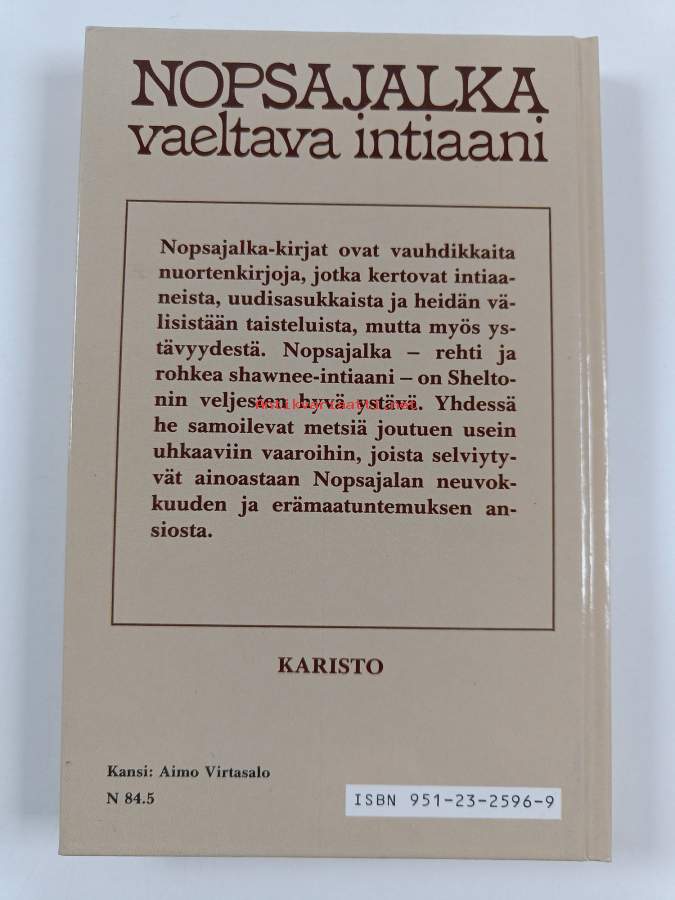 NOPSAJALKA
vaeltava intiaani
Nopsajalka-kirjat ovat vauhdikkaita
nuortenkirjoja, jotka kertovat intiaa-
neista, uudisasukkaista ja heidän vä-
lisistään taisteluista, mutta myös ys-
tävyydestä. Nopsajalka – rehti ja
rohkea shawnee-intiaani – on Shelto-
nin veljesten hyvä ystävä. Yhdessä
Antikvariaatti.net
he samoilevat metsiä joutuen usein
uhkaaviin vaaroihin, joista selviyty-
vät ainoastaan Nopsajalan neuvok-
kuuden ja erämaatuntemuksen an-
siosta.
KARISTO
Kansi: Aimo Virtasalo
N 84.5
ISBN 951-23-2596-9